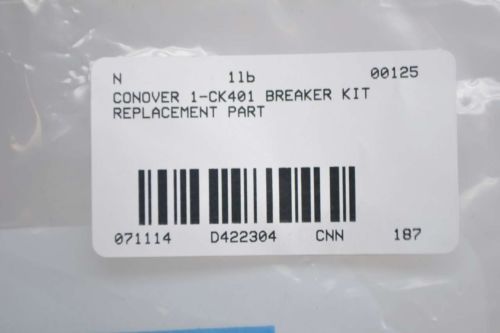 N 1lb 00125
CONOVER 1-CK401 BREAKER KIT
REPLACEMENT PART
071114 D422304 CNN 187